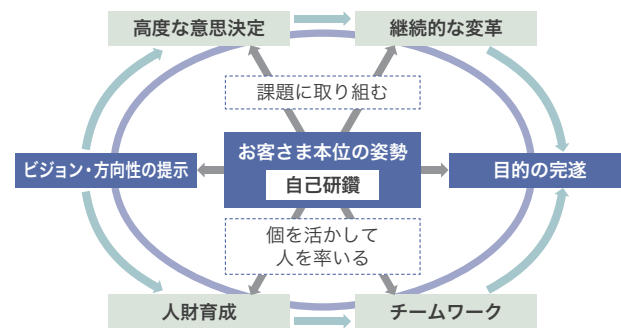 高度な意思決定
継続的な変革
課題に取り組む
ビジョン・方向性の提示
お客さま本位の姿勢
自己研鑽
目的の完遂
個を活かして
人を率いる
人財育成
チームワーク